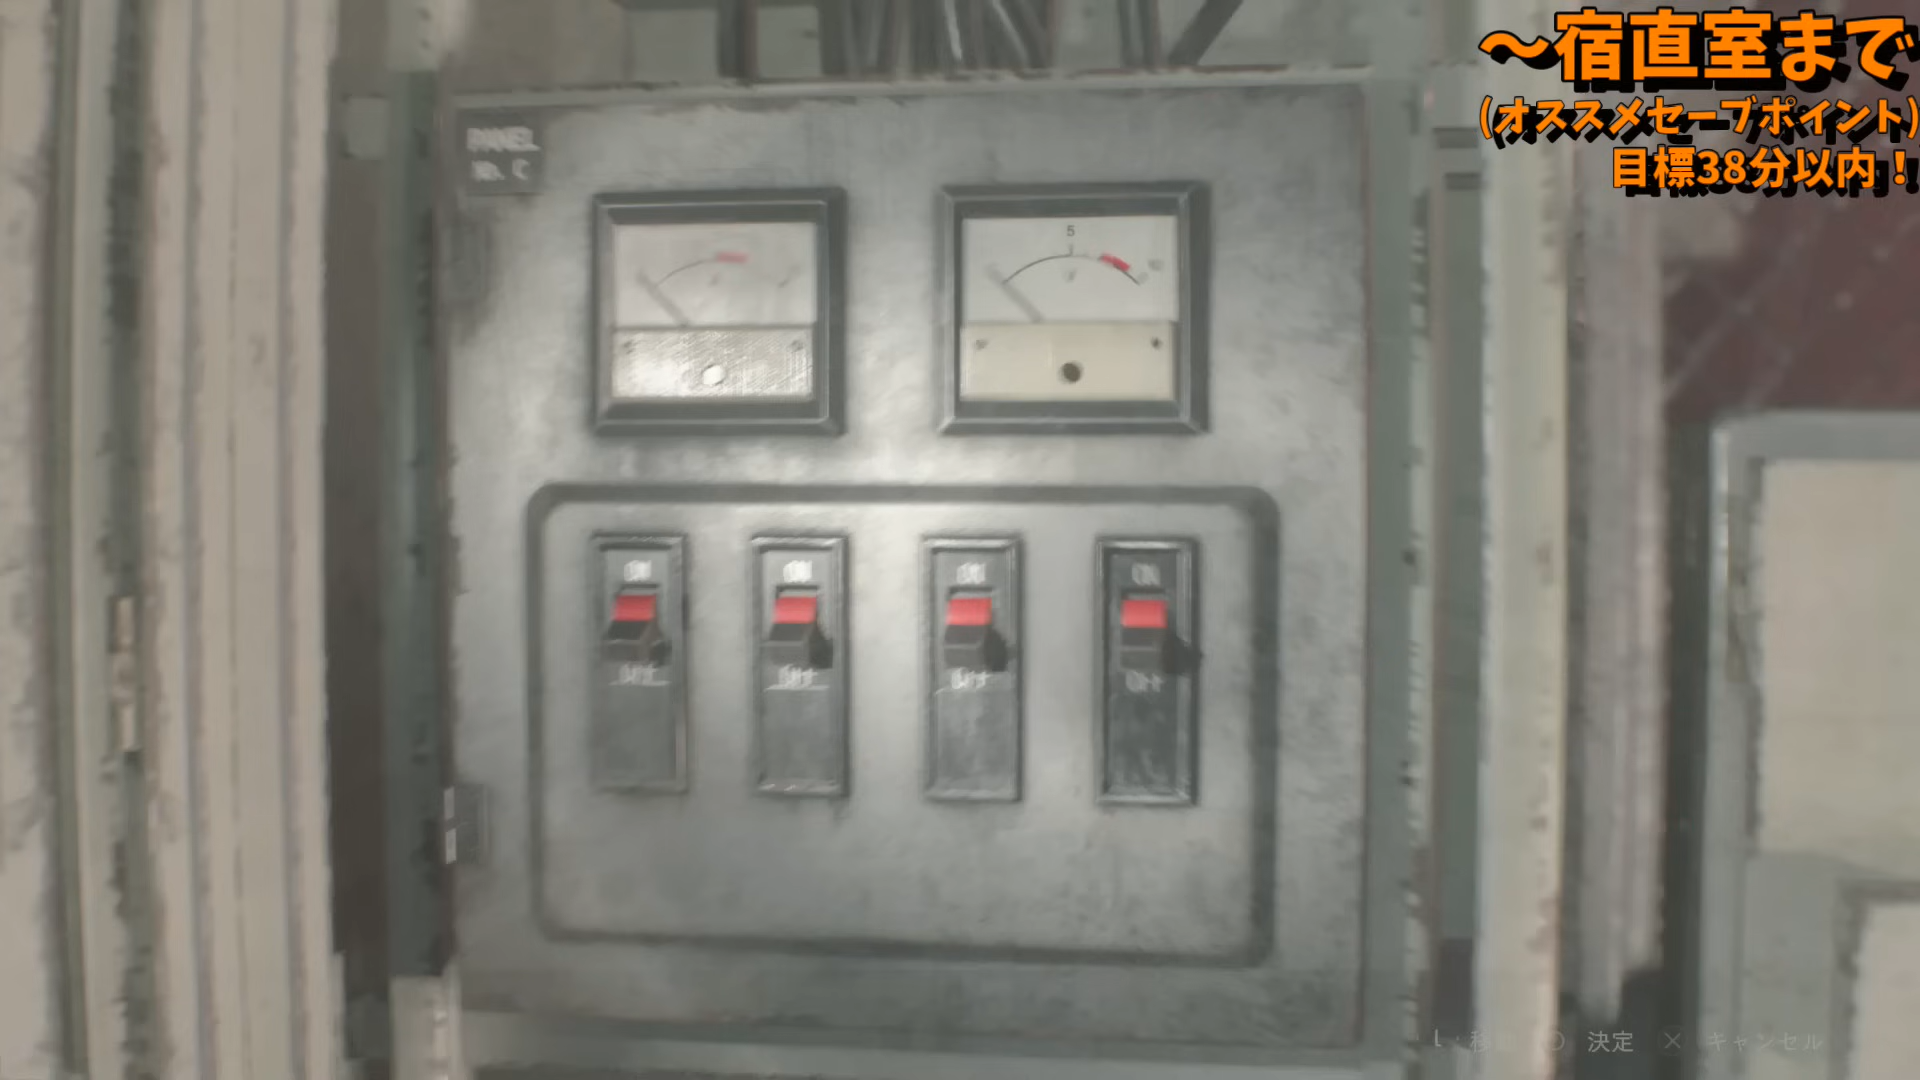 ～宿直室まで
(オススメセーブポイント)
目標38分以内！
PANEL
No. C
5
ON
ON
ON
ON
OFF
OFF
OFF
OFF
L
決定
キャンセル